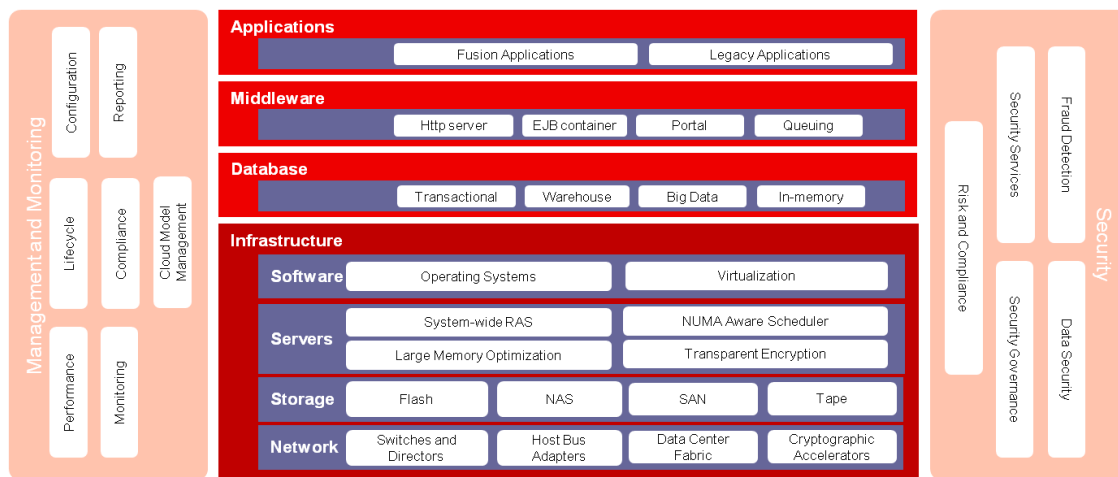 Management and Monitoring
Configuration
Reporting
Lifecycle
Compliance
Cloud Model
Management
Performance
Monitoring
Applications
Fusion Applications
Legacy Applications
Middleware
Http server
EJB container
Portal
Queuing
Database
Transactional
Warehouse
Big Data
In-memory
Infrastructure
Software
Operating Systems
Virtualization
Servers
System-wide RAS
NUMA Aware Scheduler
Large Memory Optimization
Transparent Encryption
Storage
Flash
NAS
SAN
Tape
Network
Switches and
Directors
Host Bus
Adapters
Data Center
Fabric
Cryptographic
Accelerators
Security
Risk and Compliance
Security Services
Fraud Detection
Security Governance
Data Security